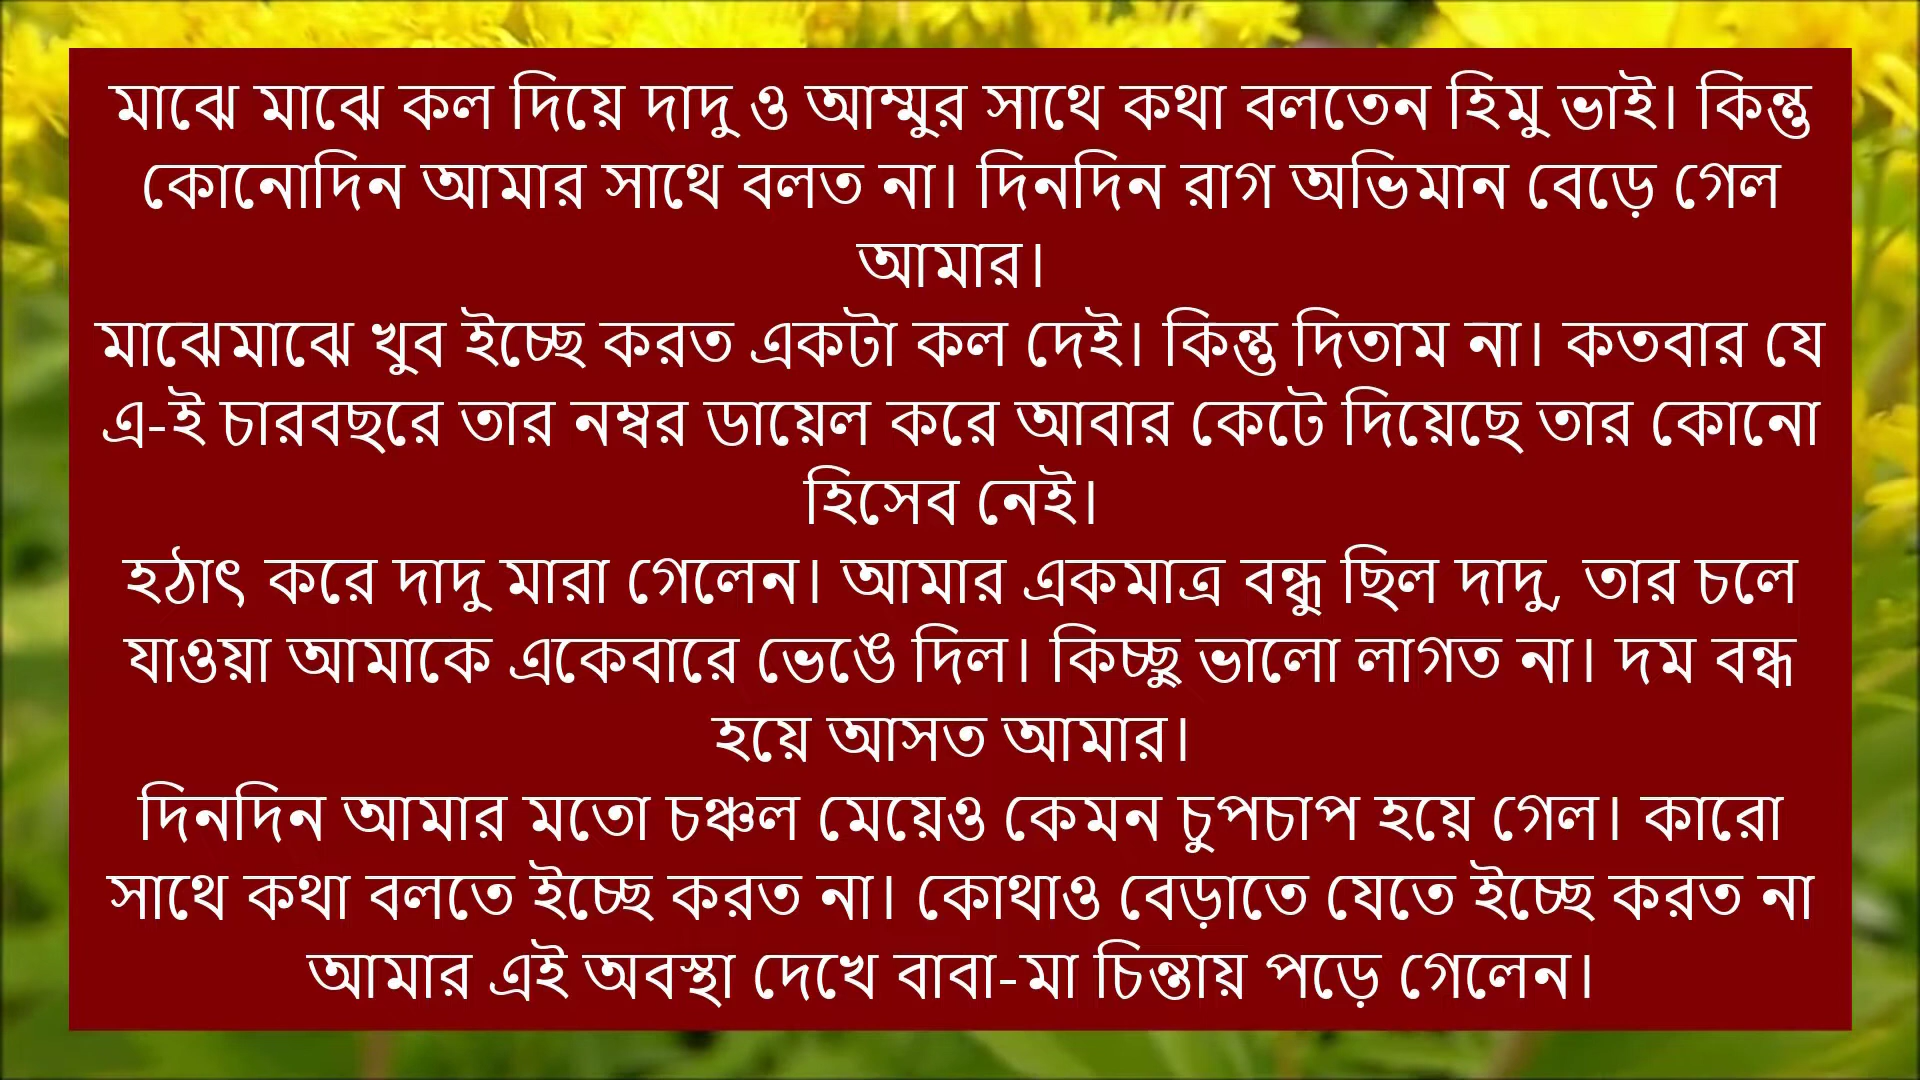 মাঝে মাঝে কল দিয়ে দাদু ও আম্মুর সাথে কথা বলতেন হিমু ভাই। কিন্তু
কোনোদিন আমার সাথে বলত না। দিনদিন রাগ অভিমান বেড়ে গেল
আমার।
মাঝেমাঝে খুব ইচ্ছে করত একটা কল দেই। কিন্তু দিতাম না। কতবার যে
এ-ই চারবছরে তার নম্বর ডায়েল করে আবার কেটে দিয়েছে তার কোনো
হিসেব নেই।
হঠাৎ করে দাদু মারা গেলেন। আমার একমাত্র বন্ধু ছিল দাদু, তার চলে
যাওয়া আমাকে একেবারে ভেঙে দিল। কিচ্ছু ভালো লাগত না। দম বন্ধ
হয়ে আসত আমার।
দিনদিন আমার মতো চঞ্চল মেয়েও কেমন চুপচাপ হয়ে গেল। কারো
সাথে কথা বলতে ইচ্ছে করত না। কোথাও বেড়াতে যেতে ইচ্ছে করত না
আমার এই অবস্থা দেখে বাবা-মা চিন্তায় পড়ে গেলেন।